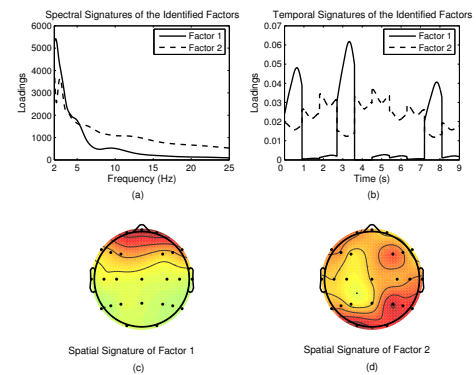 Spectral Signatures of the Identified Factors
6000
5000
4000
3000
2000
1000
0
Loadings
Factor 1
Factor 2
2 5 10 15 20 25
Frequency (Hz)
(a)
Temporal Signatures of the Identified Factors
0.07
0.06
0.05
0.04
0.03
0.02
0.01
0
Loadings
Factor 1
Factor 2
0 1 2 3 4 5 6 7 8 9
Time (s)
(b)
Spatial Signature of Factor 1
(c)
Spatial Signature of Factor 2
(d)